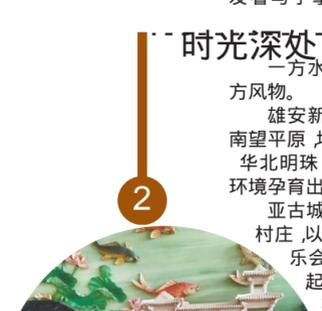 时光深处
一方水
方风物。
雄安新
南望平原,
华北明珠
环境孕育出
亚古城
村庄,以
乐会
起
2